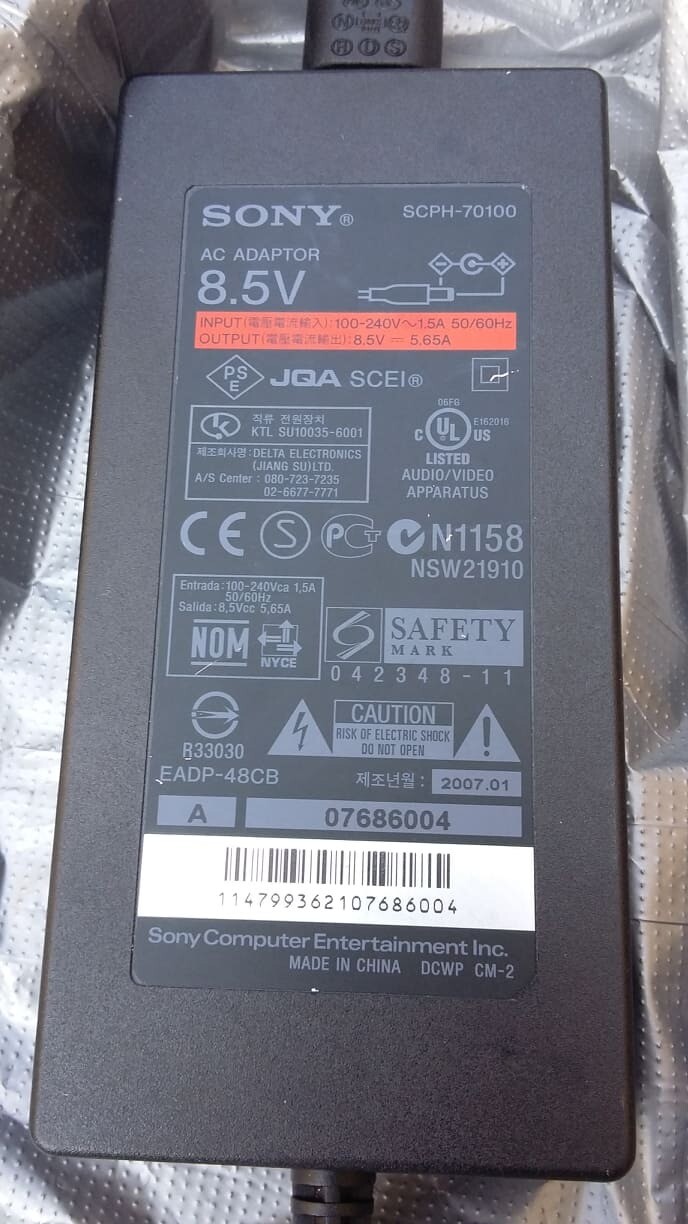 N
H U S
SONY®
SCPH-70100
AC ADAPTOR
8.5V
INPUT(電壓電流輸入):100-240V～1.5A 50/60Hz
OUTPUT(電壓電流輸出):8.5V ⎓ 5.65A
PS
E
JQA SCEI®
직류 전원장치
KTL SU10035-6001
제조회사명:DELTA ELECTRONICS
(JIANG SU)LTD.
A/S Center : 080-723-7235
02-6677-7771
06FG
C UL US
E162016
LISTED
AUDIO/VIDEO
APPARATUS
CE S PCT N1158
NSW21910
Entrada:100-240Vca 1,5A
50/60Hz
Salida:8,5Vcc 5,65A
NOM
NYCE
SAFETY
MARK
042348-11
R33030
CAUTION
RISK OF ELECTRIC SHOCK
DO NOT OPEN
EADP-48CB
제조년월 : 2007.01
A
07686004
114799362107686004
Sony Computer Entertainment Inc.
MADE IN CHINA DCWP CM-2